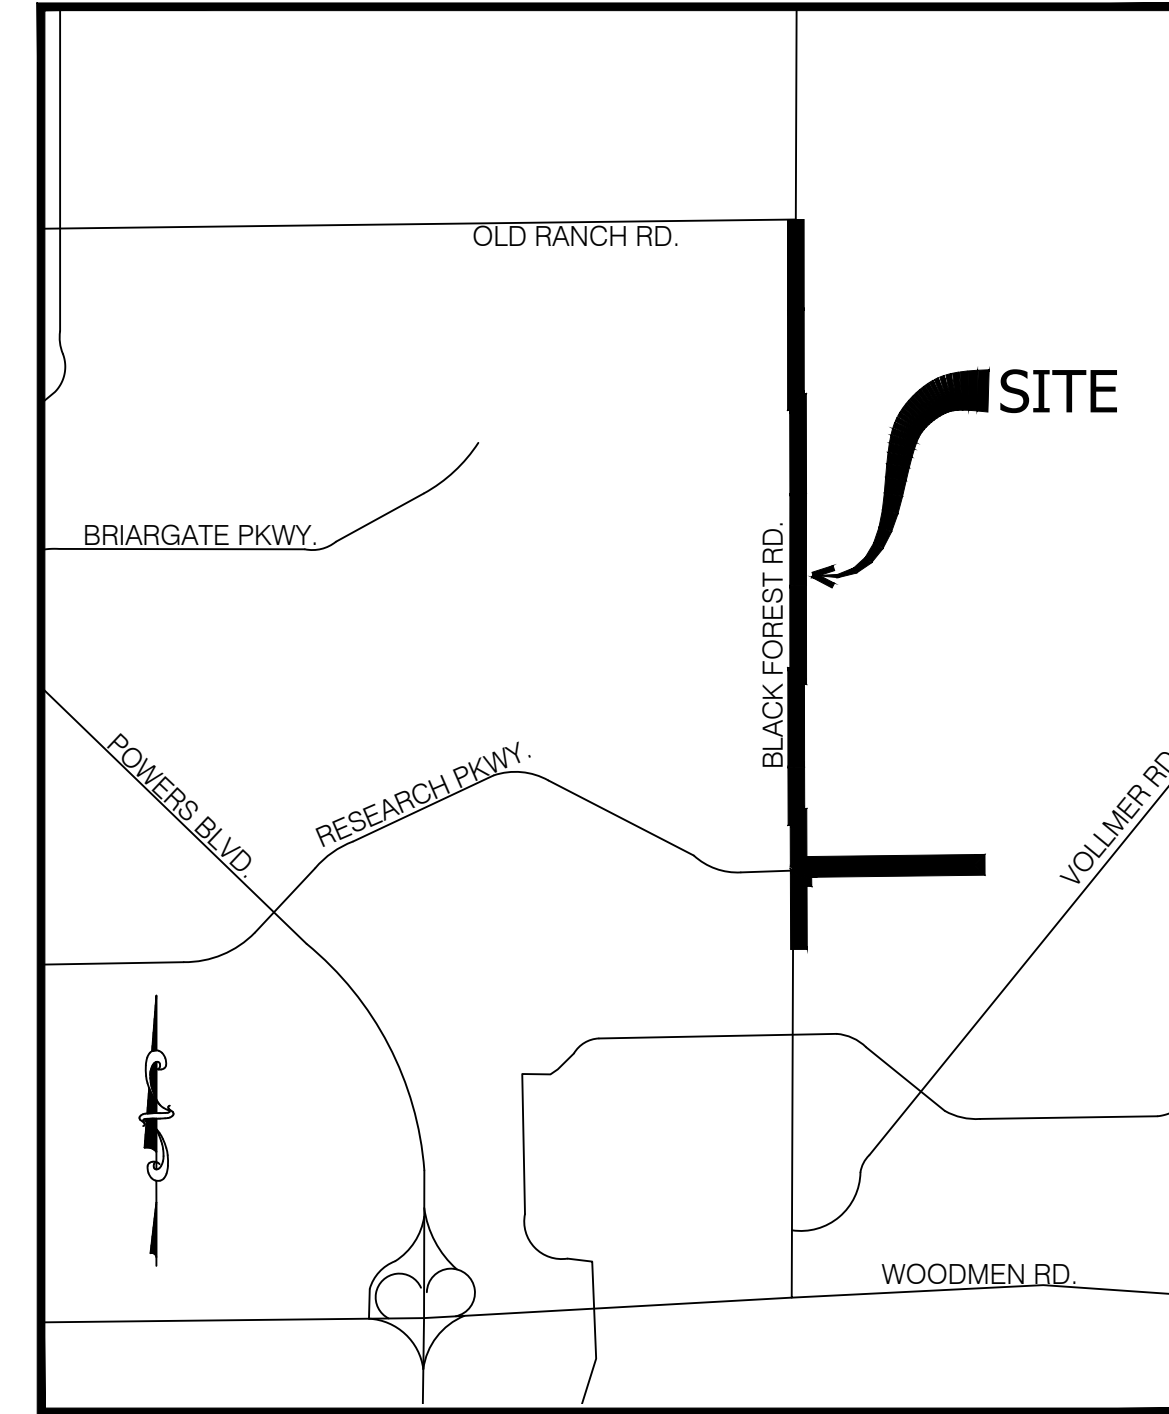 OLD RANCH RD.
SITE
BRIARGATE PKWY.
BLACK FOREST RD.
POWERS BLVD.
RESEARCH PKWY.
VOLLMER RD
WOODMEN RD.